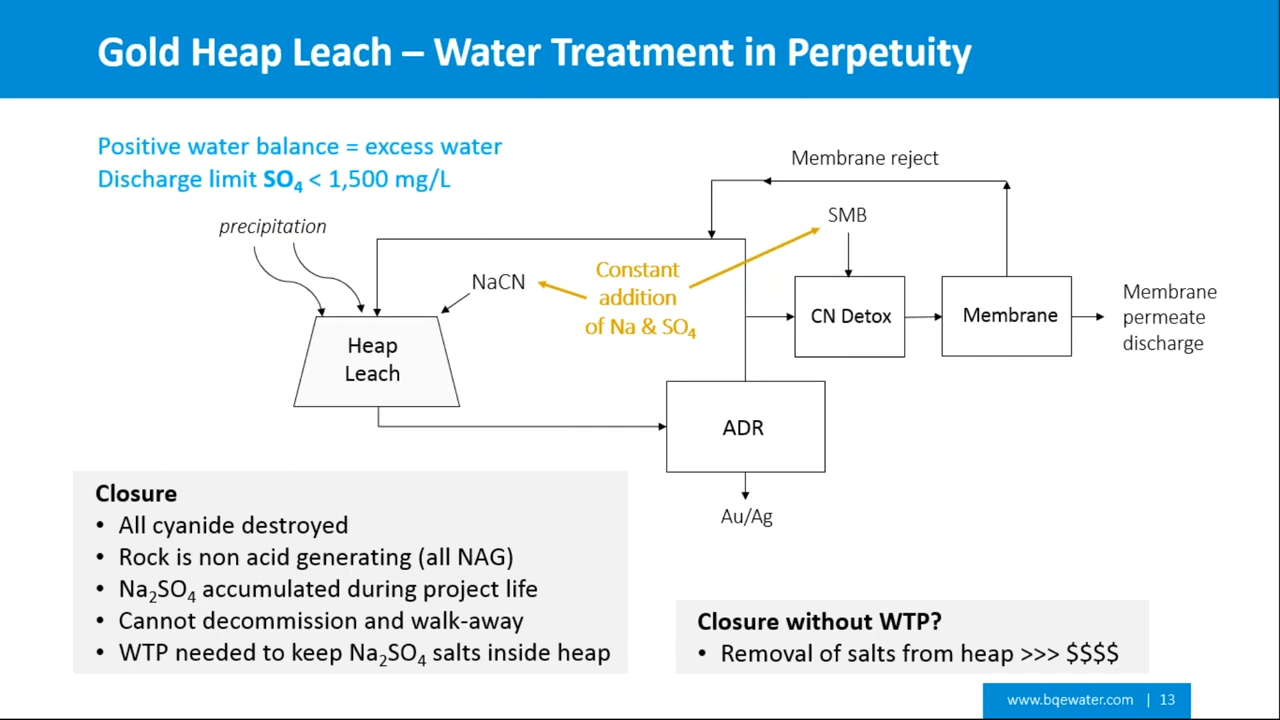 Gold Heap Leach – Water Treatment in Perpetuity
Positive water balance = excess water
Discharge limit SO₄ < 1,500 mg/L
precipitation
Membrane reject
SMB
NaCN
Constant
addition
of Na & SO₄
Heap
Leach
CN Detox
Membrane
Membrane
permeate
discharge
ADR
Au/Ag
Closure
• All cyanide destroyed
• Rock is non acid generating (all NAG)
• Na₂SO₄ accumulated during project life
• Cannot decommission and walk-away
• WTP needed to keep Na₂SO₄ salts inside heap
Closure without WTP?
• Removal of salts from heap >>> $$$$
www.bqewater.com | 13